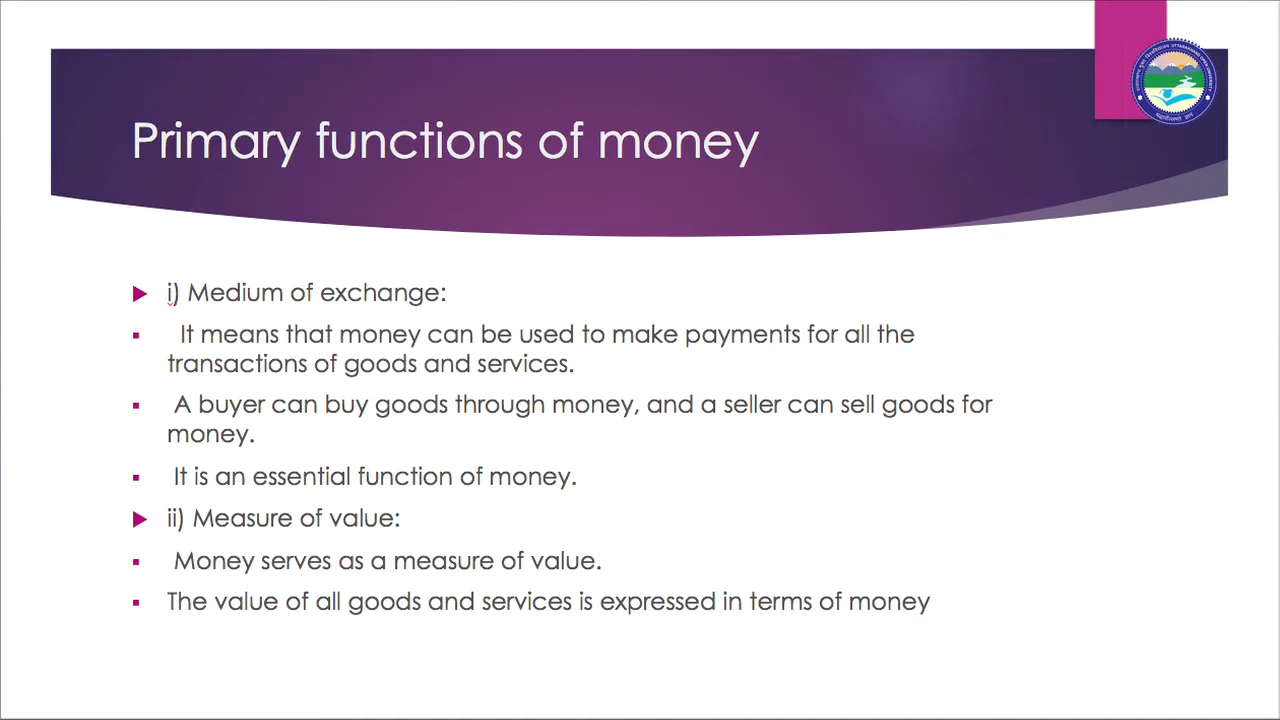 Primary functions of money
i) Medium of exchange:
It means that money can be used to make payments for all the
transactions of goods and services.
A buyer can buy goods through money, and a seller can sell goods for
money.
It is an essential function of money.
ii) Measure of value:
Money serves as a measure of value.
The value of all goods and services is expressed in terms of money